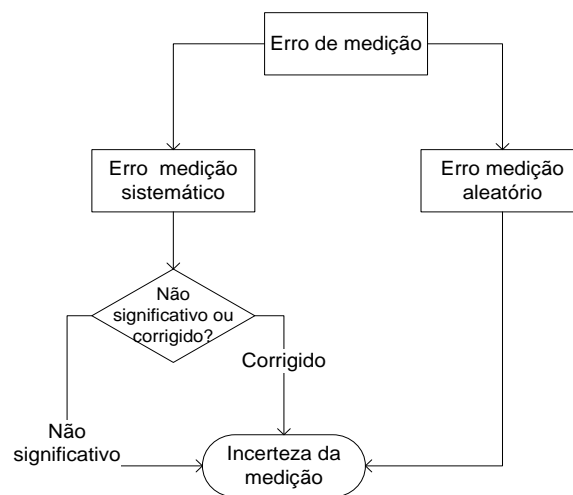 Erro de medição
Erro medição
sistemático
Erro medição
aleatório
Não
significativo ou
corrigido?
Corrigido
Não
significativo
Incerteza da
medição